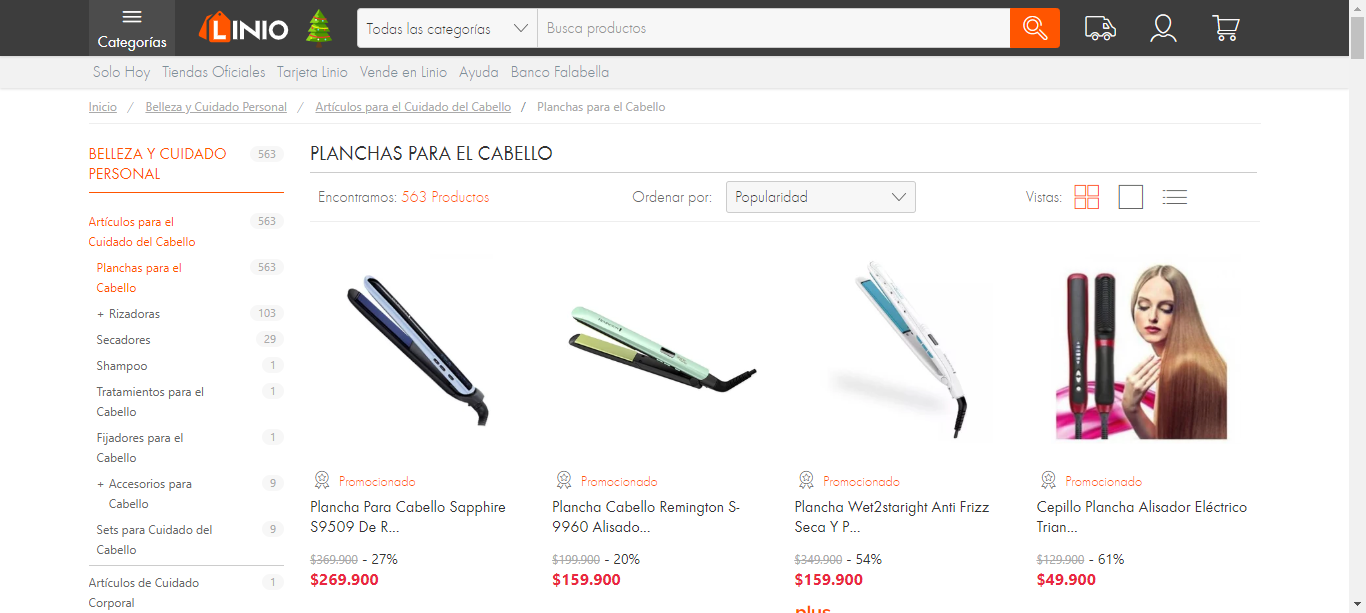 Categorías
LINIO
Todas las categorías
Busca productos
Solo Hoy
Tiendas Oficiales
Tarjeta Linio
Vende en Linio
Ayuda
Banco Falabella
Inicio / Belleza y Cuidado Personal / Artículos para el Cuidado del Cabello / Planchas para el Cabello
BELLEZA Y CUIDADO 563
PERSONAL
Artículos para el 563
Cuidado del Cabello
Planchas para el 563
Cabello
+ Rizadoras 103
Secadores 29
Shampoo 1
Tratamientos para el 1
Cabello
Fijadores para el 1
Cabello
+ Accesorios para 9
Cabello
Sets para Cuidado del 9
Cabello
Artículos de Cuidado 1
Corporal
PLANCHAS PARA EL CABELLO
Encontramos: 563 Productos
Ordenar por: Popularidad
Vistas:
Promocionado
Plancha Para Cabello Sapphire
S9509 De R...
$369.900 - 27%
$269.900
Promocionado
Plancha Cabello Remington S-
9960 Alisado...
$199.900 - 20%
$159.900
Promocionado
Plancha Wet2staright Anti Frizz
Seca Y P...
$349.900 - 54%
$159.900
plus
Promocionado
Cepillo Plancha Alisador Eléctrico
Trian...
$129.900 - 61%
$49.900